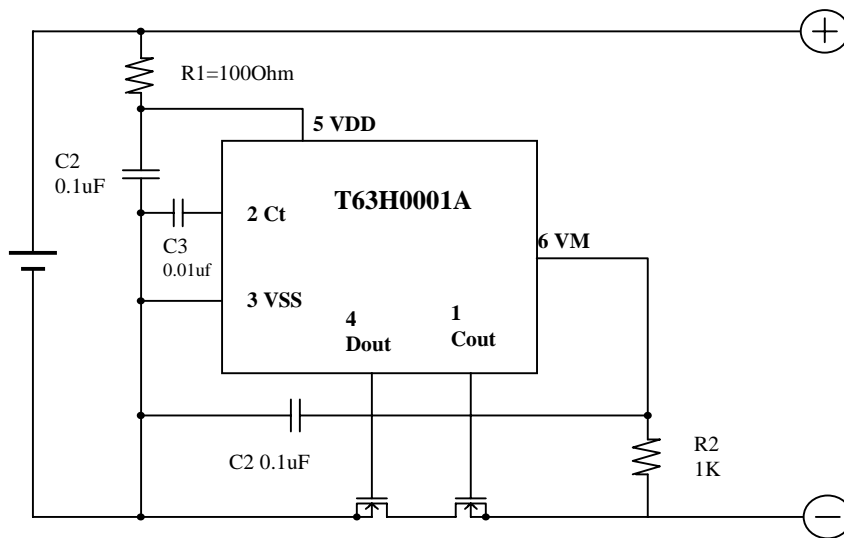 R1=100Ohm
5 VDD
C2
0.1uF
T63H0001A
2 Ct
6 VM
C3
0.01uf
3 VSS
4
Dout
1
Cout
C2 0.1uF
R2
1K